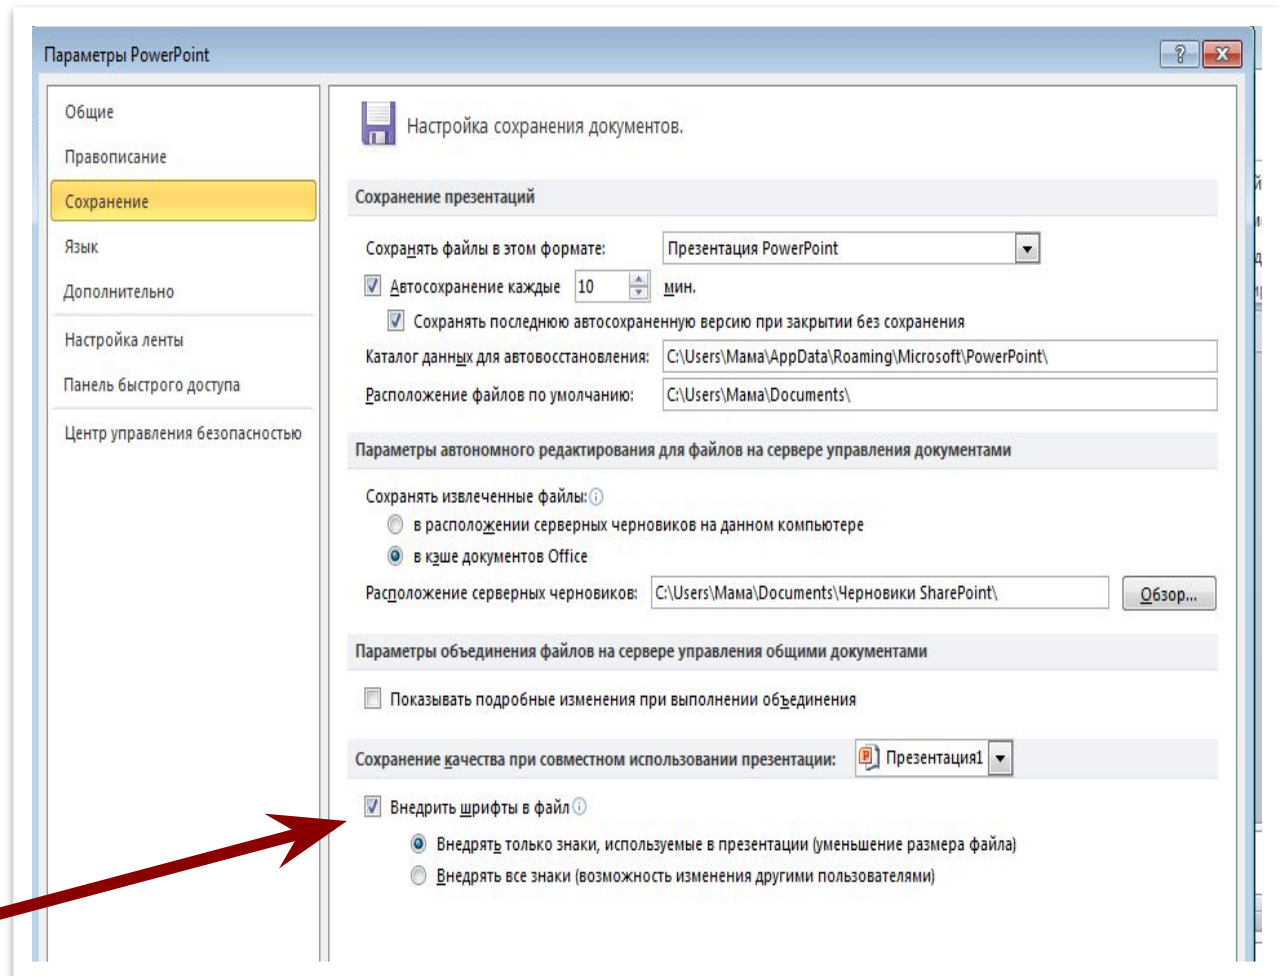 Параметры PowerPoint
Общие
Правописание
Сохранение
Язык
Дополнительно
Настройка ленты
Панель быстрого доступа
Центр управления безопасностью
Настройка сохранения документов.
Сохранение презентаций
Сохранять файлы в этом формате: Презентация PowerPoint
Автосохранение каждые 10 мин.
Сохранять последнюю автосохраненную версию при закрытии без сохранения
Каталог данных для автовосстановления: C:\Users\Мама\AppData\Roaming\Microsoft\PowerPoint\
Расположение файлов по умолчанию: C:\Users\Мама\Documents\
Параметры автономного редактирования для файлов на сервере управления документами
Сохранять извлеченные файлы:
в расположении серверных черновиков на данном компьютере
в кэше документов Office
Расположение серверных черновиков: C:\Users\Мама\Documents\Черновики SharePoint\ Обзор...
Параметры объединения файлов на сервере управления общими документами
Показывать подробные изменения при выполнении объединения
Сохранение качества при совместном использовании презентации: Презентация1
Внедрить шрифты в файл
Внедрять только знаки, используемые в презентации (уменьшение размера файла)
Внедрять все знаки (возможность изменения другими пользователями)